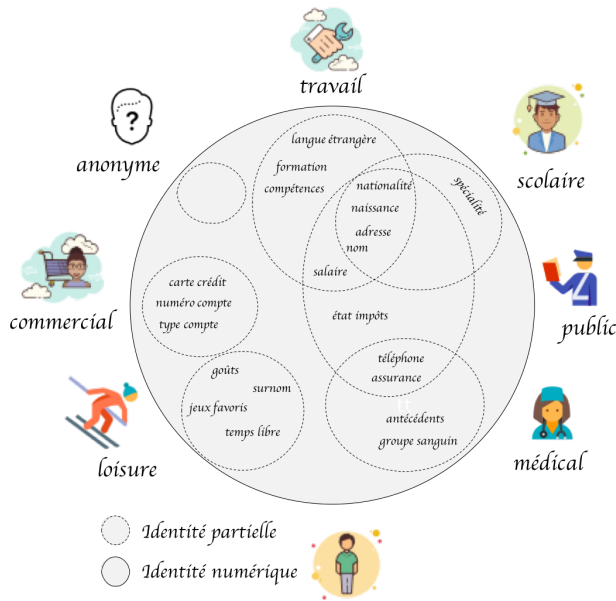 travail
anonyme
?
scolaire
langue étrangère
formation
compétences
nationalité
spécialité
naissance
adresse
nom
salaire
carte crédit
numéro compte
type compte
commercial
public
état impôts
téléphone
assurance
goûts
surnom
jeux favoris
temps libre
antécédents
groupe sanguin
loisure
médical
Identité partielle
Identité numérique